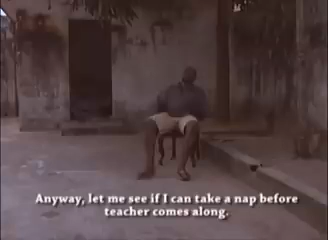 Anyway, let me see if I can take a nap before
teacher comes along.